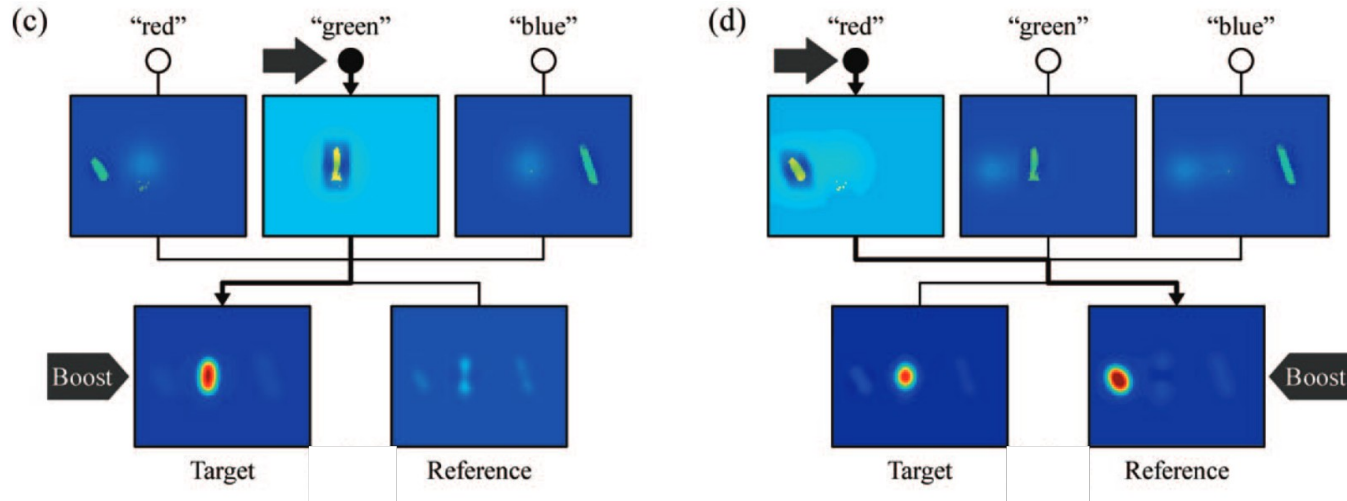 (c)
“red”
“green”
“blue”
Boost
Target
Reference
(d)
“red”
“green”
“blue”
Boost
Target
Reference